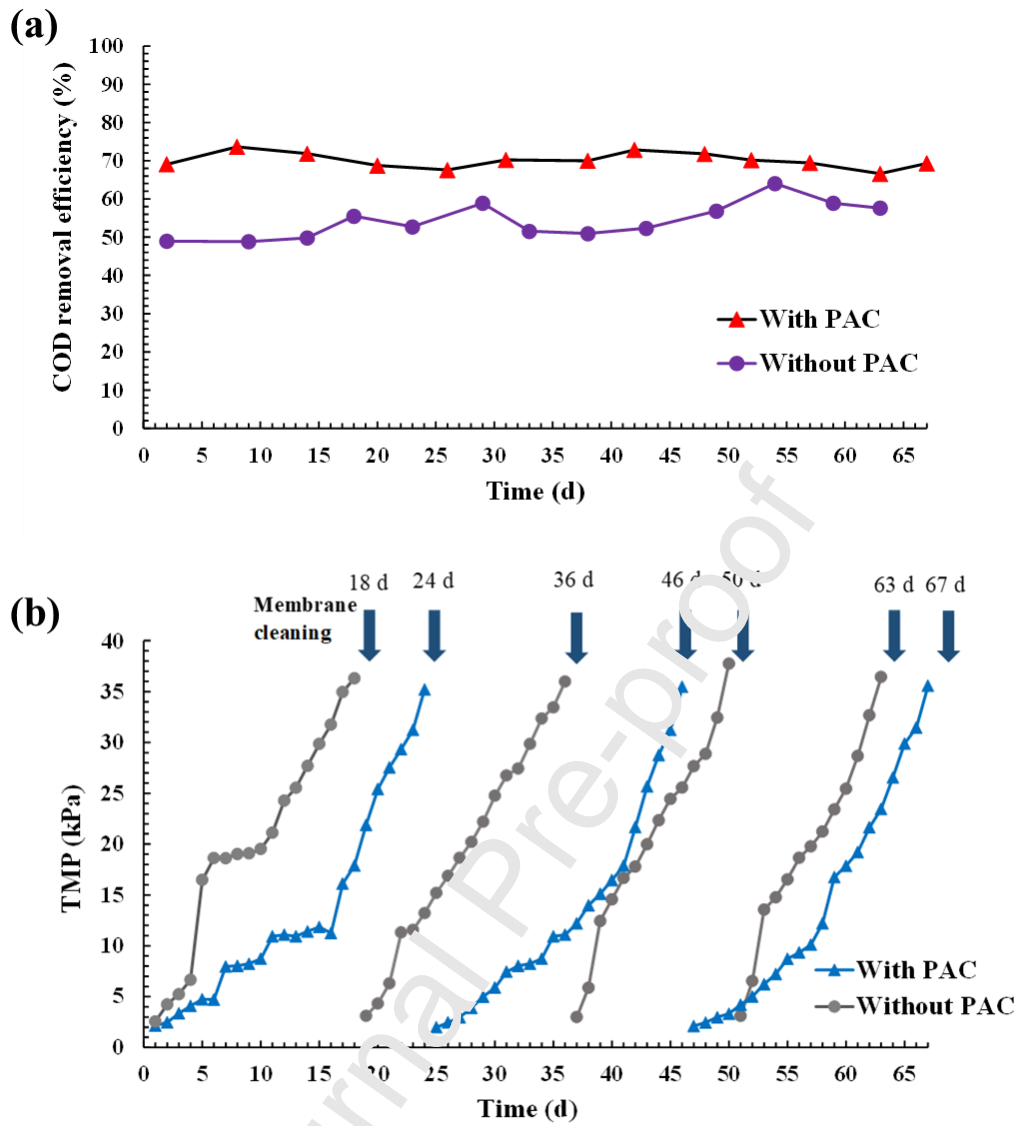 (a)
100
90
80
70
60
50
40
30
20
10
0
COD removal efficiency (%)
With PAC
Without PAC
0 5 10 15 20 25 30 35 40 45 50 55 60 65
Time (d)
(b)
Membrane
cleaning
18 d 24 d 36 d 46 d 50 d 63 d 67 d
40
35
30
25
20
15
10
5
0
TMP (kPa)
With PAC
Without PAC
0 5 10 15 20 25 30 35 40 45 50 55 60 65
Time (d)
urnal Pre-proof